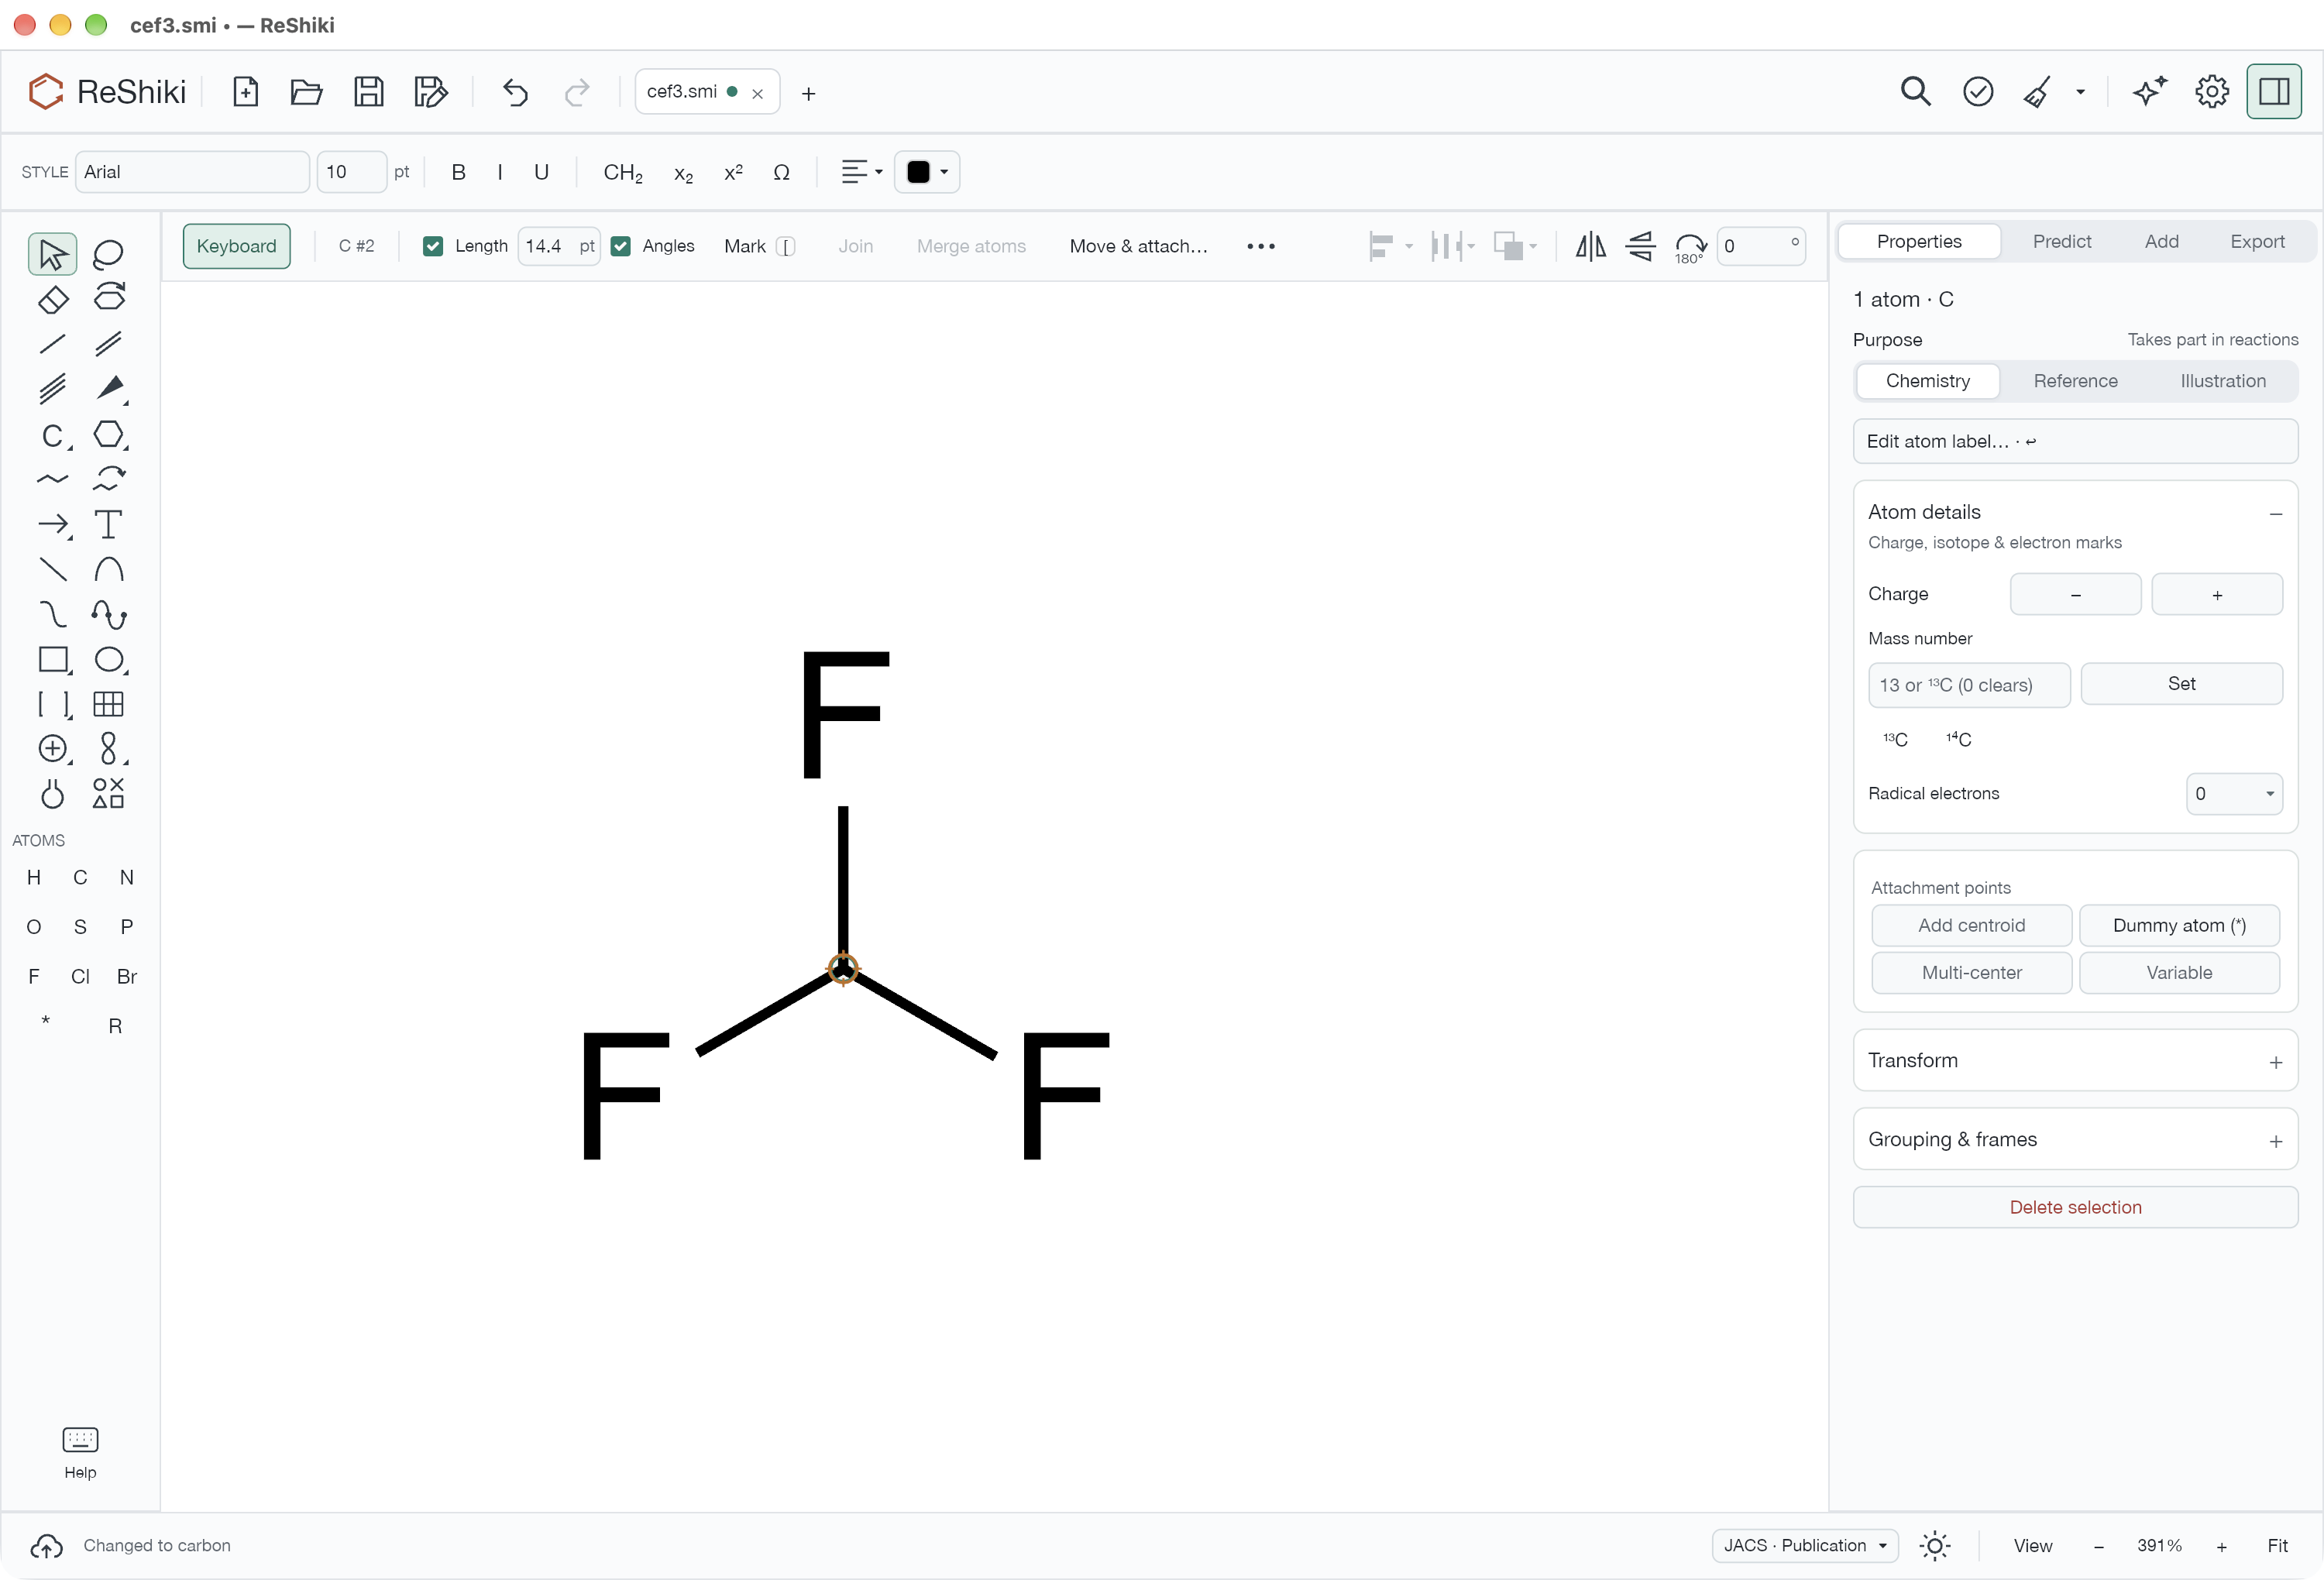 cef3.smi • — ReShiki
ReShiki
cef3.smi
STYLE Arial 10 pt B I U CH₂ x₂ x² Ω
Keyboard C #2 Length 14.4 pt Angles Mark [ Join Merge atoms Move & attach... 180° 0 °
C
T
ATOMS
H C N
O S P
F Cl Br
* R
Help
F
F F
Properties Predict Add Export
1 atom · C
Purpose Takes part in reactions
Chemistry Reference Illustration
Edit atom label... · ↩
Atom details −
Charge, isotope & electron marks
Charge − +
Mass number
13 or ¹³C (0 clears) Set
¹³C ¹⁴C
Radical electrons 0
Attachment points
Add centroid Dummy atom (*)
Multi-center Variable
Transform +
Grouping & frames +
Delete selection
Changed to carbon JACS · Publication View − 391% + Fit